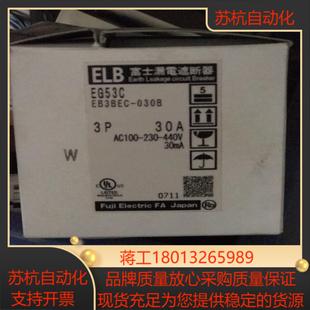 苏杭自动化
ELB 富士漏電遮断器
Earth Leakage circuit Breaker
EG53C
EB3BEC-030B
5
3P 30A
AC100-230-440V
30mA
W
UL
LISTED
0711
Fuji Electric FA Japan
苏杭自动化
支持开票
蒋工18013265989
品牌质量放心采购质量保证
现货充足为您提供稳定的货源